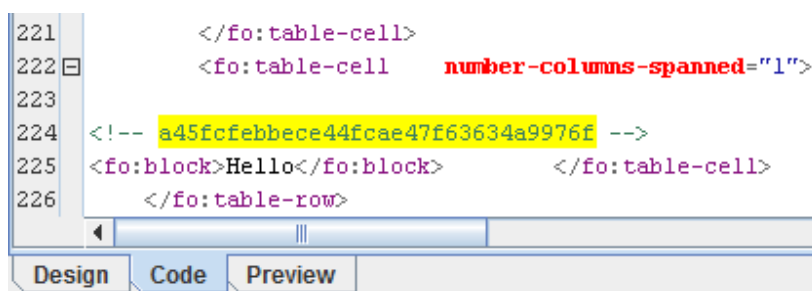 221 </fo:table-cell>
222 <fo:table-cell number-columns-spanned="1">
223
224 <!-- a45fcfebbece44fcae47f63634a9976f -->
225 <fo:block>Hello</fo:block> </fo:table-cell>
226 </fo:table-row>
Design Code Preview